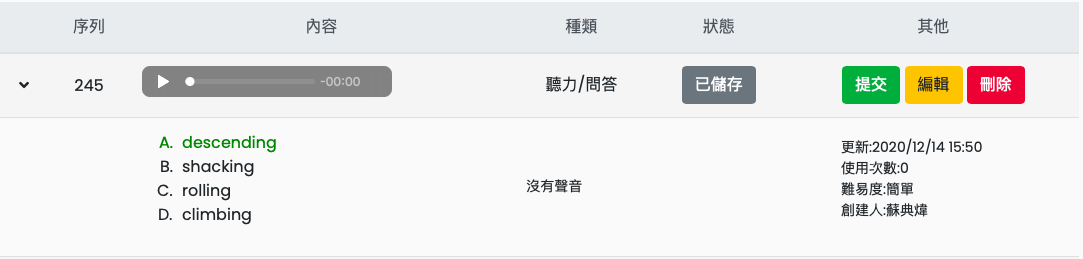 序列 內容 種類 狀態 其他
245 -00:00 聽力/問答 已儲存 提交 編輯 刪除
A. descending
B. shacking
C. rolling
D. climbing
沒有聲音
更新:2020/12/14 15:50
使用次數:0
難易度:簡單
創建人:蘇典煒